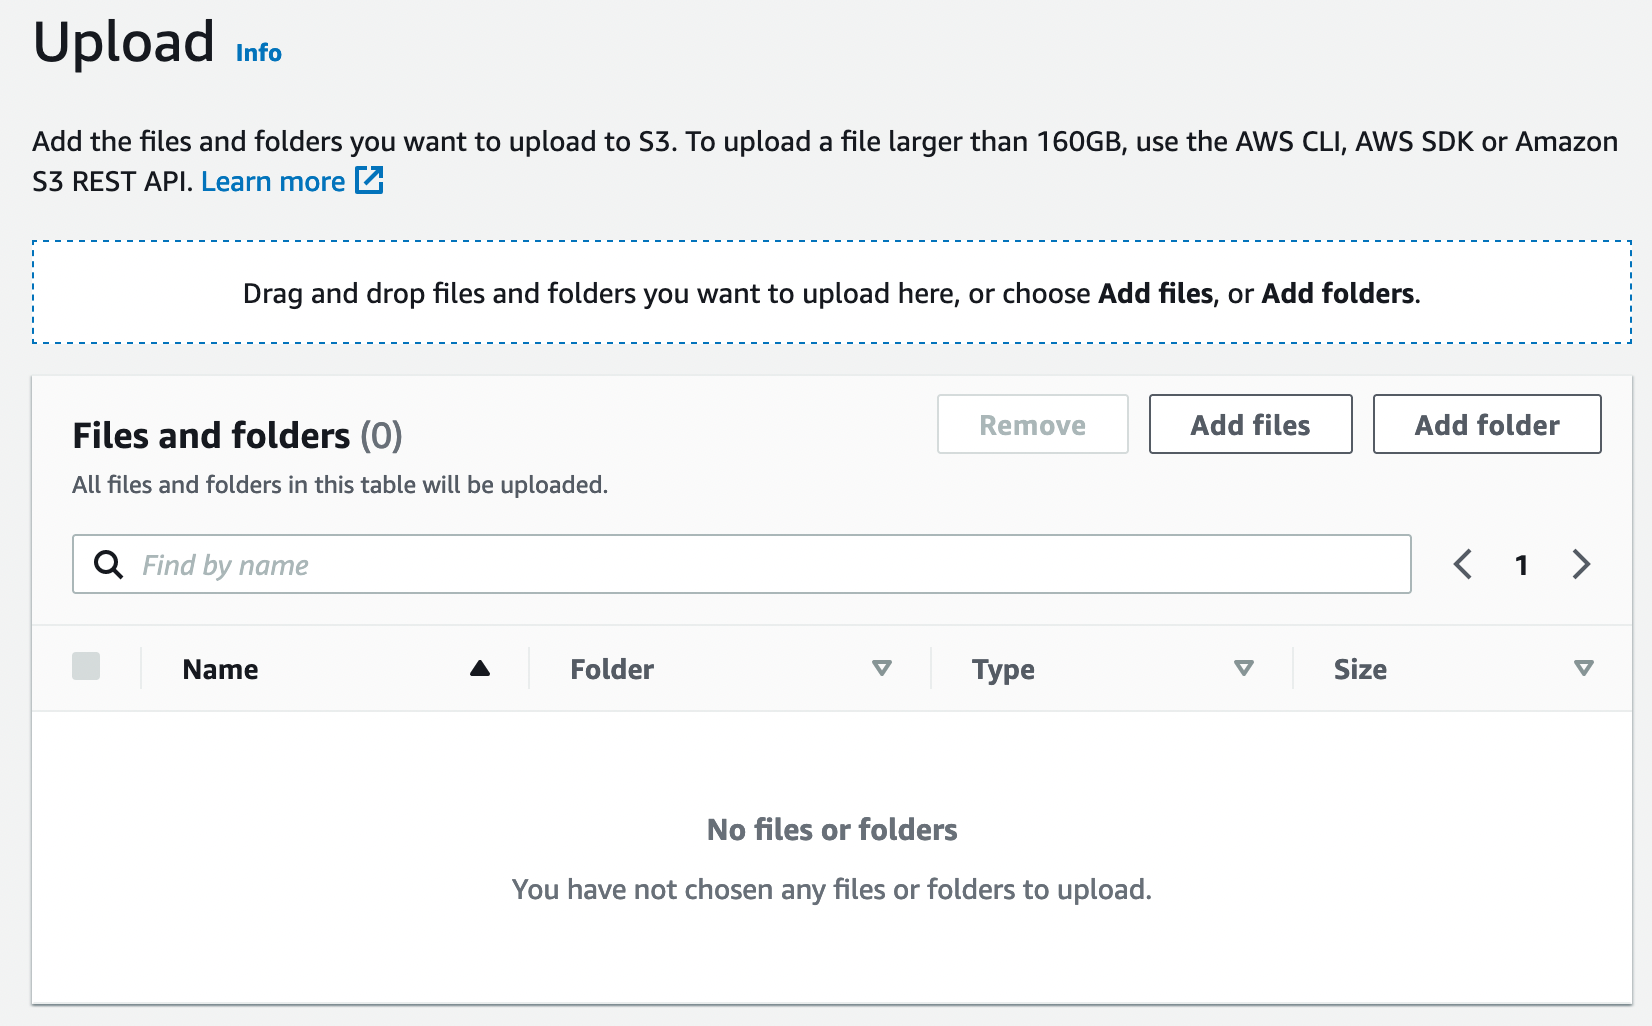 Upload Info
Add the files and folders you want to upload to S3. To upload a file larger than 160GB, use the AWS CLI, AWS SDK or Amazon
S3 REST API. Learn more
Drag and drop files and folders you want to upload here, or choose Add files, or Add folders.
Files and folders (0)
Remove
Add files
Add folder
All files and folders in this table will be uploaded.
Find by name
1
Name
Folder
Type
Size
No files or folders
You have not chosen any files or folders to upload.